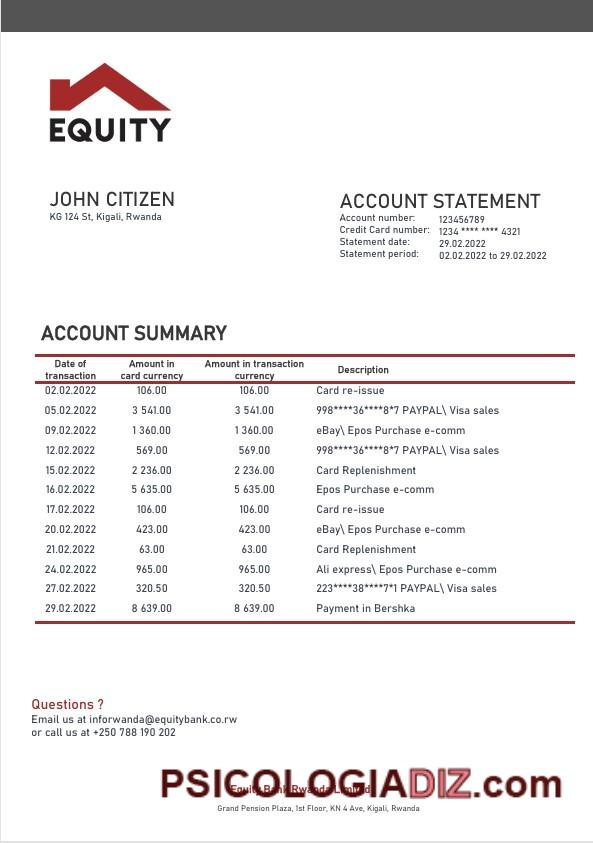 EQUITY
JOHN CITIZEN
KG 124 St, Kigali, Rwanda
ACCOUNT STATEMENT
Account number: 123456789
Credit Card number: 1234 **** **** 4321
Statement date: 29.02.2022
Statement period: 02.02.2022 to 29.02.2022
ACCOUNT SUMMARY
Date of transaction Amount in card currency Amount in transaction currency Description
02.02.2022 106.00 106.00 Card re-issue
05.02.2022 3 541.00 3 541.00 998****36****8*7 PAYPAL\ Visa sales
09.02.2022 1 360.00 1 360.00 eBay\ Epos Purchase e-comm
12.02.2022 569.00 569.00 998****36****8*7 PAYPAL\ Visa sales
15.02.2022 2 236.00 2 236.00 Card Replenishment
16.02.2022 5 635.00 5 635.00 Epos Purchase e-comm
17.02.2022 106.00 106.00 Card re-issue
20.02.2022 423.00 423.00 eBay\ Epos Purchase e-comm
21.02.2022 63.00 63.00 Card Replenishment
24.02.2022 965.00 965.00 Ali express\ Epos Purchase e-comm
27.02.2022 320.50 320.50 223****38****7*1 PAYPAL\ Visa sales
29.02.2022 8 639.00 8 639.00 Payment in Bershka
Questions ?
Email us at inforwanda@equitybank.co.rw
or call us at +250 788 190 202
PSICOLOGIADIZ.com
Equity Bank Rwanda Limited
Grand Pension Plaza, 1st Floor, KN 4 Ave, Kigali, Rwanda